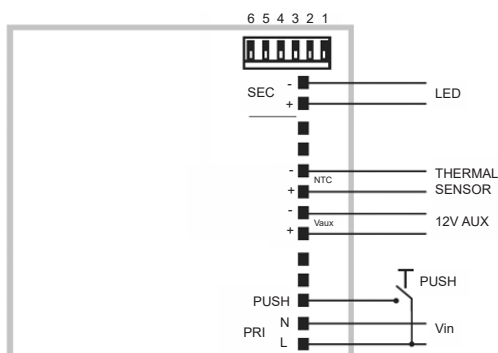 6 5 4 3 2 1
SEC
-
+
LED
-
NTC
+
THERMAL
SENSOR
-
Vaux
+
12V AUX
PUSH
PUSH
PRI
N
L
Vin